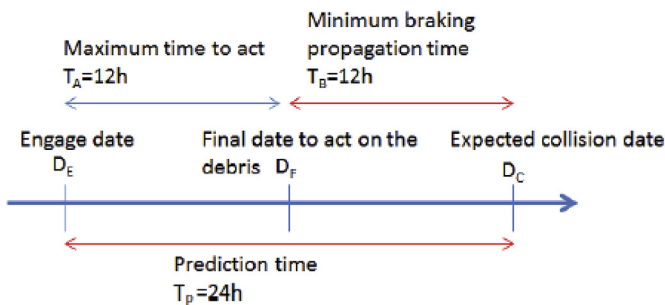 Maximum time to act
T_A=12h
Minimum braking
propagation time
T_B=12h
Engage date
D_E
Final date to act on the
debris D_F
Expected collision date
D_C
Prediction time
T_p=24h